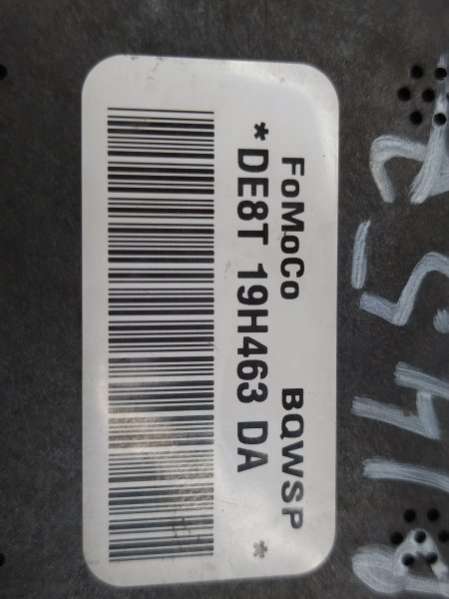 FoMoCo BQWSP
*DE8T 19H463 DA *